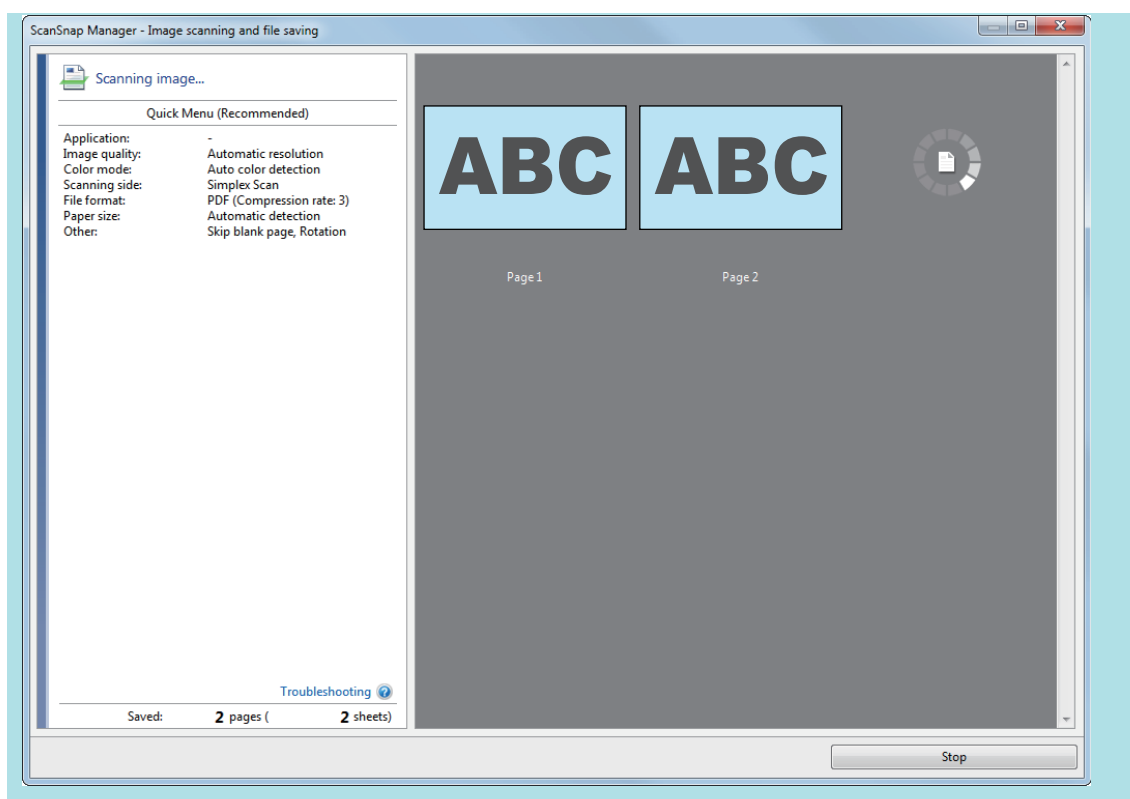 ScanSnap Manager - Image scanning and file saving
Scanning image...
Quick Menu (Recommended)
Application: -
Image quality: Automatic resolution
Color mode: Auto color detection
Scanning side: Simplex Scan
File format: PDF (Compression rate: 3)
Paper size: Automatic detection
Other: Skip blank page, Rotation
ABC ABC
Page 1 Page 2
Troubleshooting ?
Saved: 2 pages ( 2 sheets)
Stop